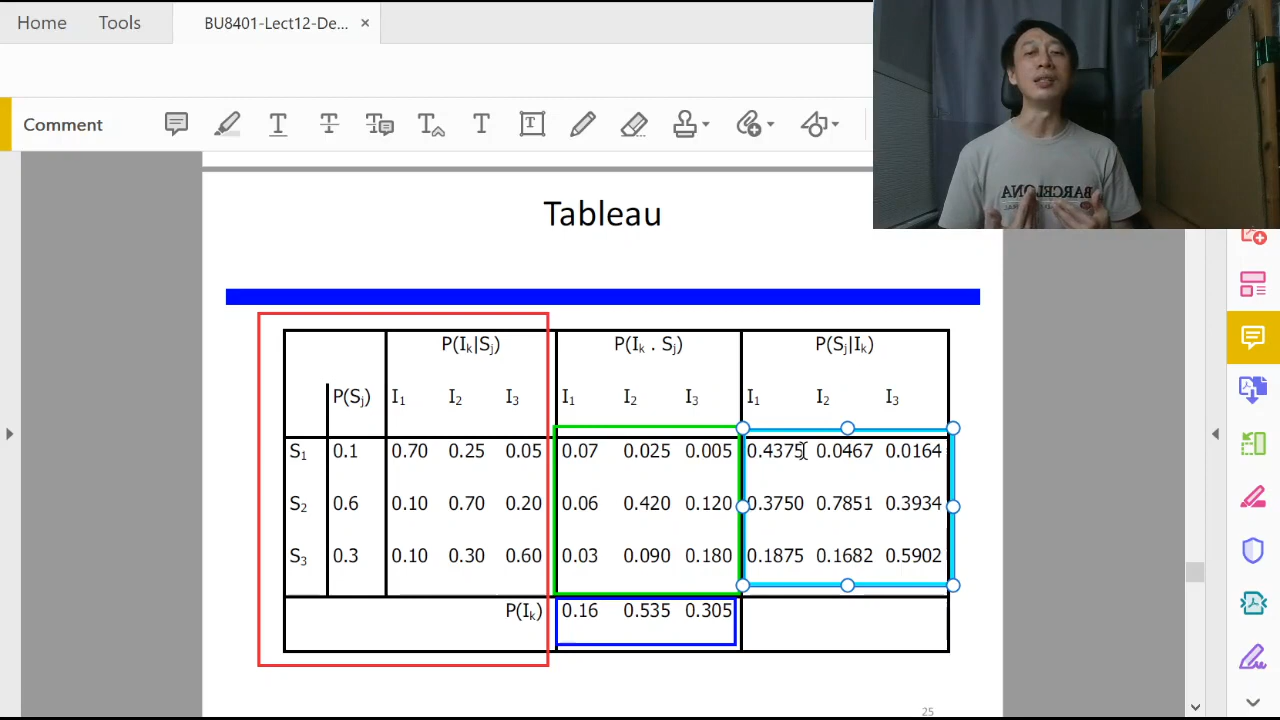 Home Tools BU8401-Lect12-De... ×
Comment
BARCELONA
Tableau
P(Iₖ|Sⱼ) P(Iₖ . Sⱼ) P(Sⱼ|Iₖ)
P(Sⱼ) I₁ I₂ I₃ I₁ I₂ I₃ I₁ I₂ I₃
S₁ 0.1 0.70 0.25 0.05 0.07 0.025 0.005 0.4375 0.0467 0.0164
S₂ 0.6 0.10 0.70 0.20 0.06 0.420 0.120 0.3750 0.7851 0.3934
S₃ 0.3 0.10 0.30 0.60 0.03 0.090 0.180 0.1875 0.1682 0.5902
P(Iₖ) 0.16 0.535 0.305
25